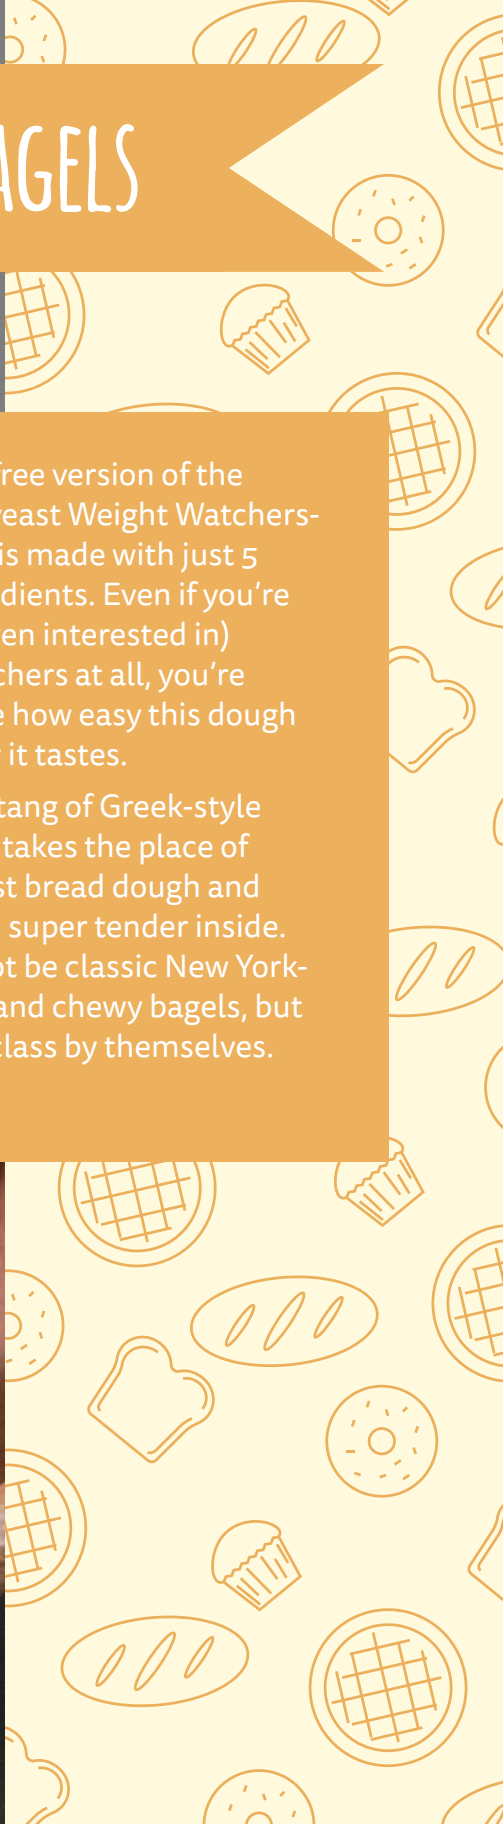 AGELS
free version of the
yeast Weight Watchers-
is made with just 5
dients. Even if you're
en interested in)
chers at all, you're
e how easy this dough
it tastes.
tang of Greek-style
takes the place of
st bread dough and
super tender inside.
ot be classic New York-
and chewy bagels, but
class by themselves.